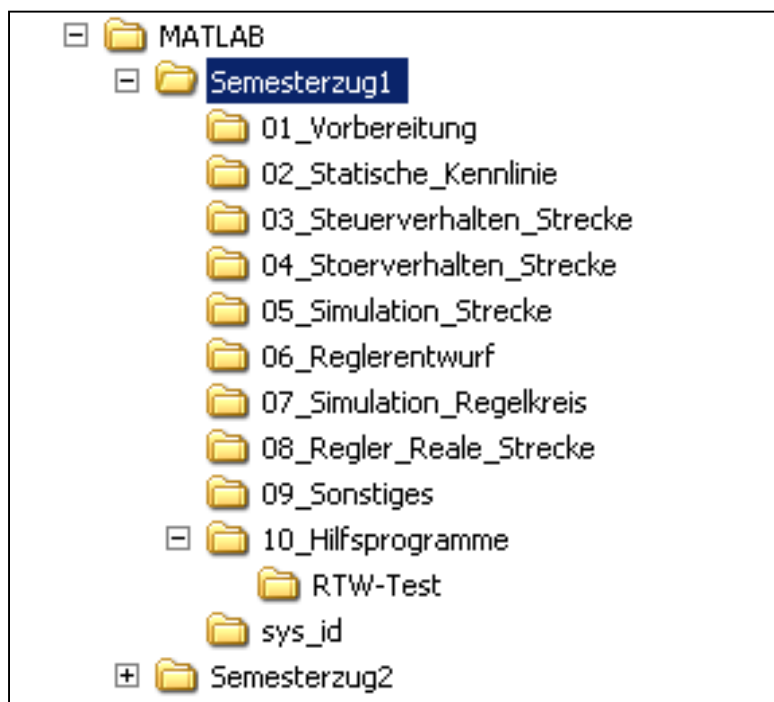 MATLAB
Semesterzug1
01_Vorbereitung
02_Statische_Kennlinie
03_Steuerverhalten_Strecke
04_Stoerverhalten_Strecke
05_Simulation_Strecke
06_Reglerentwurf
07_Simulation_Regelkreis
08_Regler_Reale_Strecke
09_Sonstiges
10_Hilfsprogramme
RTW-Test
sys_id
Semesterzug2